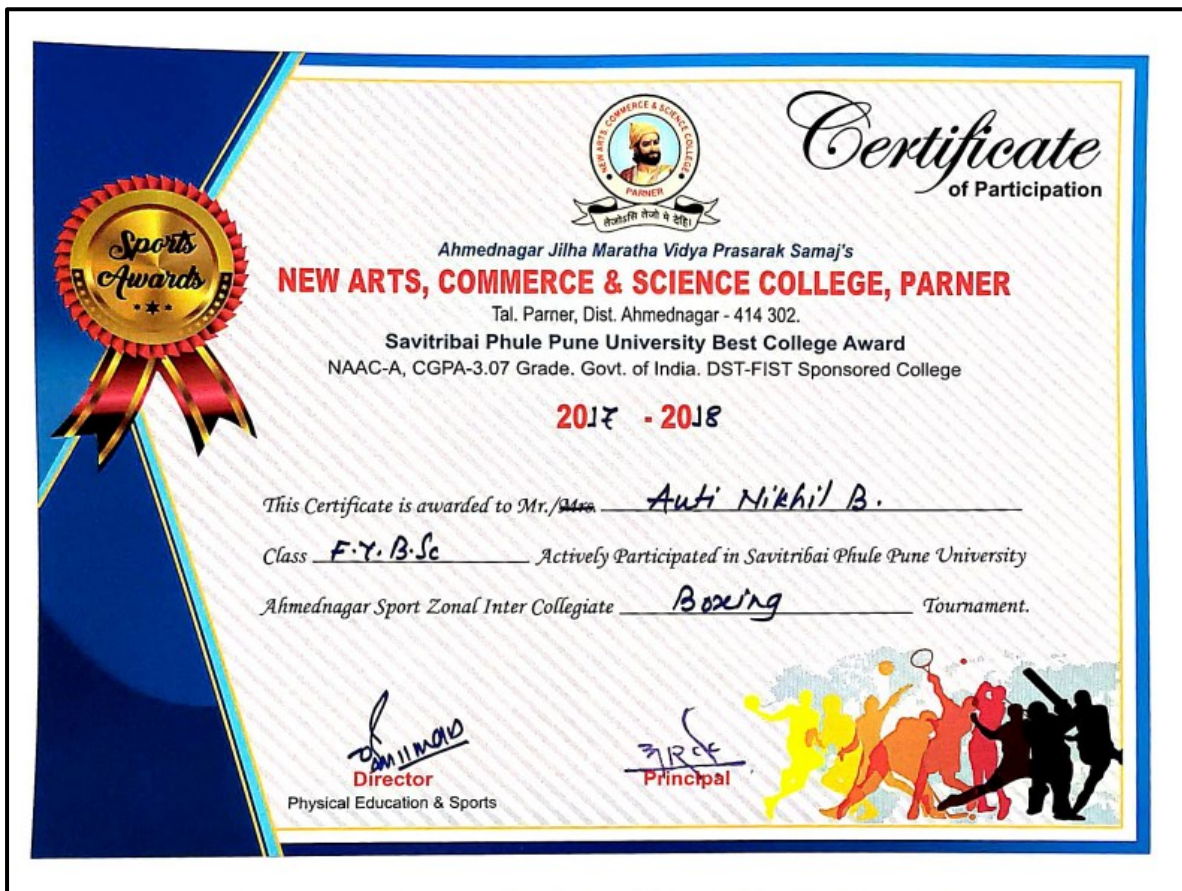 Certificate
of Participation
NEW ARTS, COMMERCE & SCIENCE COLLEGE
PARNER
तेजोऽसि तेजो मे देहि।
Sports
Awards
Ahmednagar Jilha Maratha Vidya Prasarak Samaj's
NEW ARTS, COMMERCE & SCIENCE COLLEGE, PARNER
Tal. Parner, Dist. Ahmednagar - 414 302.
Savitribai Phule Pune University Best College Award
NAAC-A, CGPA-3.07 Grade. Govt. of India. DST-FIST Sponsored College
2017 - 2018
This Certificate is awarded to Mr./Mrs. Auti Nikhil B.
Class F.Y.B.Sc Actively Participated in Savitribai Phule Pune University
Ahmednagar Sport Zonal Inter Collegiate Boxing Tournament.
Director
Physical Education & Sports
Principal